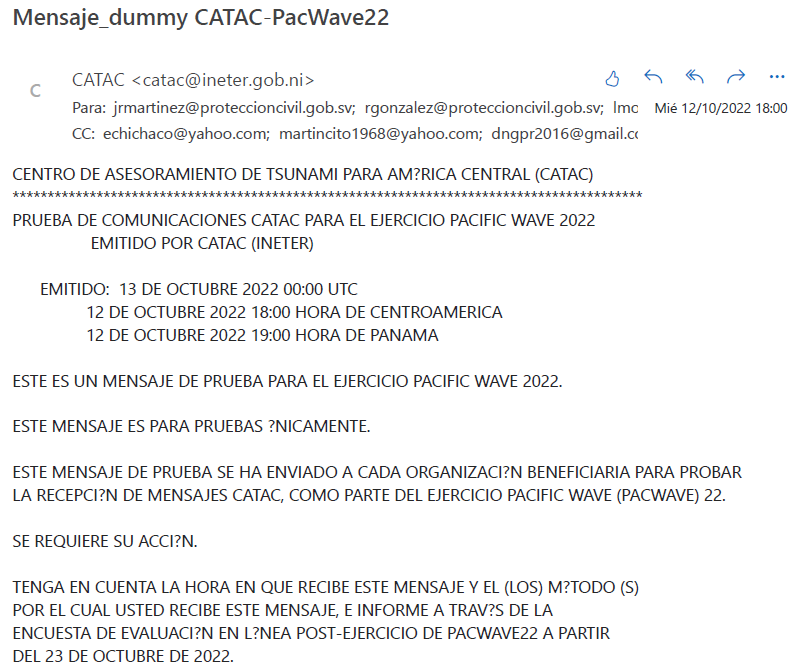 Mensaje_dummy CATAC-PacWave22
C
CATAC <catac@ineter.gob.ni>
Para: jrmartinez@proteccioncivil.gob.sv; rgonzalez@proteccioncivil.gob.sv; lmo
Mié 12/10/2022 18:00
CC: echichaco@yahoo.com; martincito1968@yahoo.com; dngpr2016@gmail.co
CENTRO DE ASESORAMIENTO DE TSUNAMI PARA AM?RICA CENTRAL (CATAC)
******************************************************************************************
PRUEBA DE COMUNICACIONES CATAC PARA EL EJERCICIO PACIFIC WAVE 2022
EMITIDO POR CATAC (INETER)
EMITIDO: 13 DE OCTUBRE 2022 00:00 UTC
12 DE OCTUBRE 2022 18:00 HORA DE CENTROAMERICA
12 DE OCTUBRE 2022 19:00 HORA DE PANAMA
ESTE ES UN MENSAJE DE PRUEBA PARA EL EJERCICIO PACIFIC WAVE 2022.
ESTE MENSAJE ES PARA PRUEBAS ?NICAMENTE.
ESTE MENSAJE DE PRUEBA SE HA ENVIADO A CADA ORGANIZACI?N BENEFICIARIA PARA PROBAR
LA RECEPCI?N DE MENSAJES CATAC, COMO PARTE DEL EJERCICIO PACIFIC WAVE (PACWAVE) 22.
SE REQUIERE SU ACCI?N.
TENGA EN CUENTA LA HORA EN QUE RECIBE ESTE MENSAJE Y EL (LOS) M?TODO (S)
POR EL CUAL USTED RECIBE ESTE MENSAJE, E INFORME A TRAV?S DE LA
ENCUESTA DE EVALUACI?N EN L?NEA POST-EJERCICIO DE PACWAVE22 A PARTIR
DEL 23 DE OCTUBRE DE 2022.